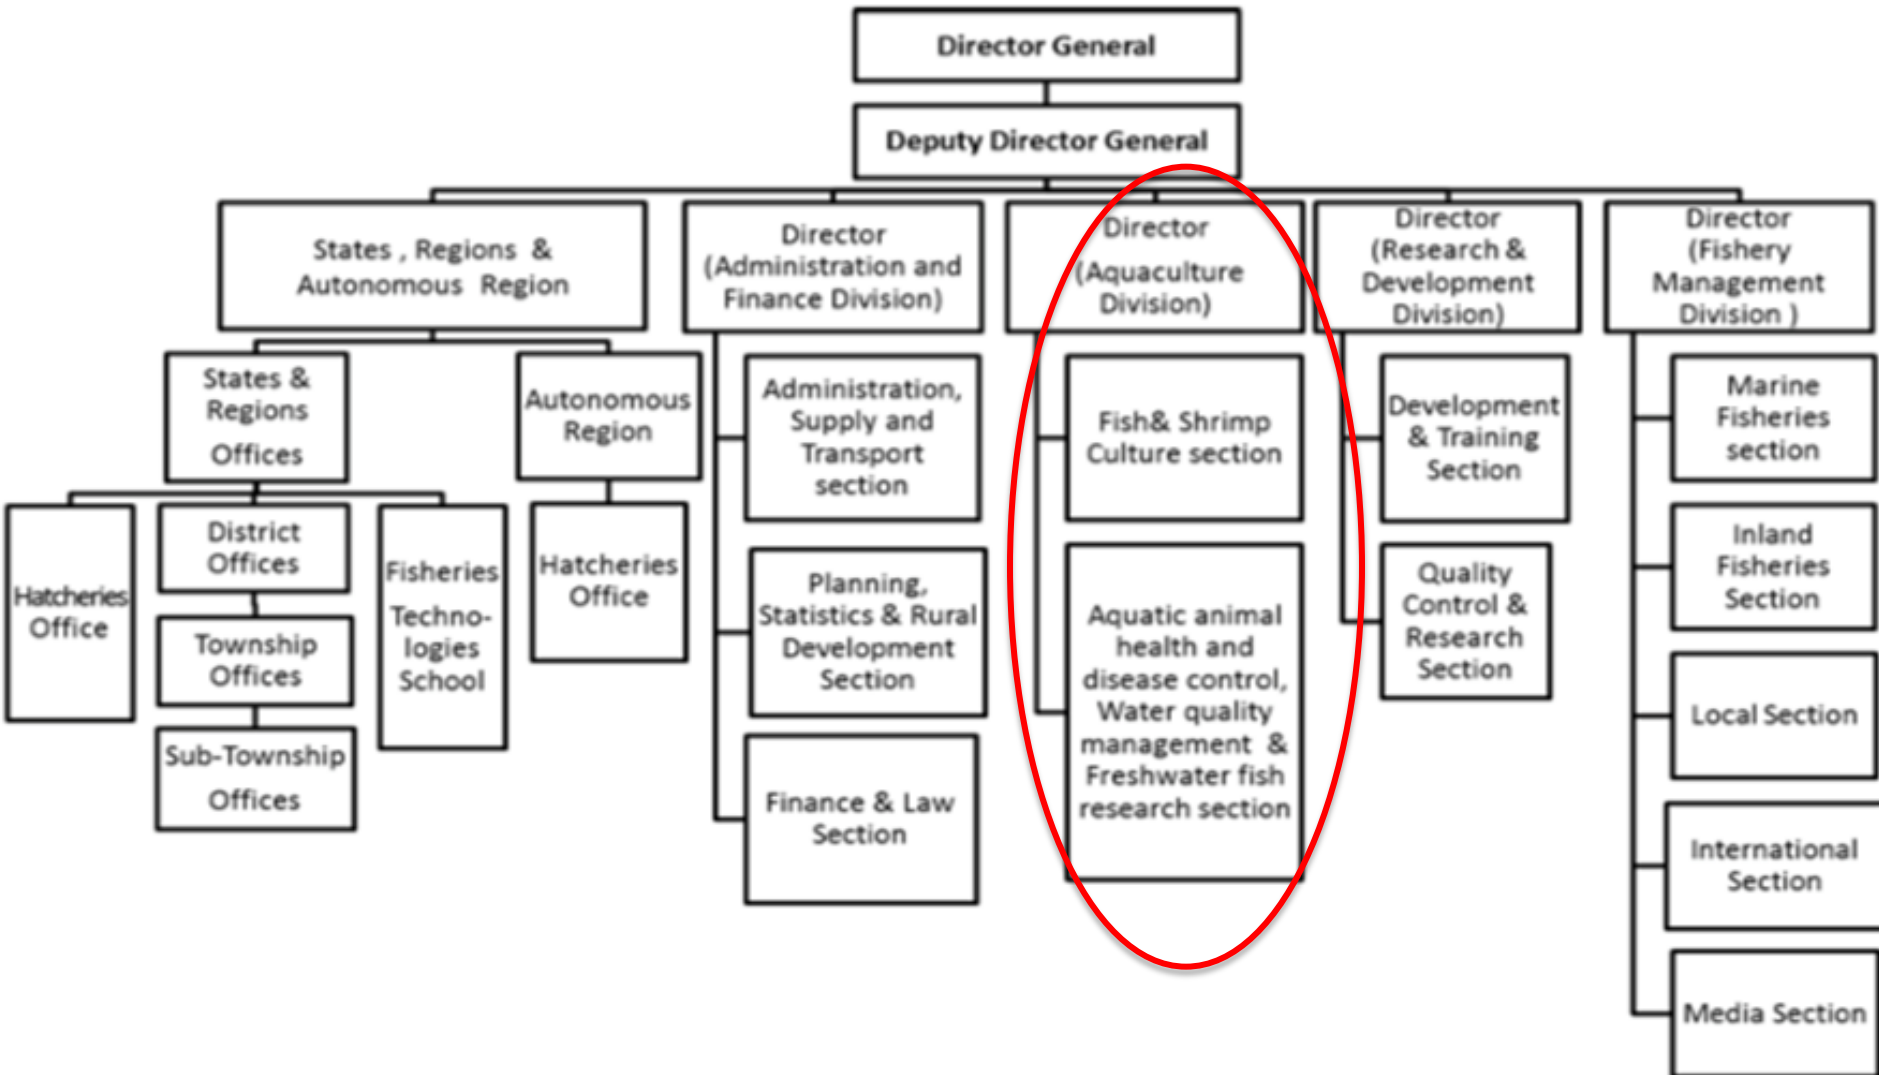 Director General
Deputy Director General
States , Regions &
Autonomous Region
Director
(Administration and
Finance Division)
Director
(Aquaculture
Division)
Director
(Research &
Development
Division)
Director
(Fishery
Management
Division )
States &
Regions
Offices
Autonomous
Region
Hatcheries
Office
District
Offices
Township
Offices
Sub-Township
Offices
Fisheries
Techno-
logies
School
Hatcheries
Office
Administration,
Supply and
Transport
section
Planning,
Statistics & Rural
Development
Section
Finance & Law
Section
Fish& Shrimp
Culture section
Aquatic animal
health and
disease control,
Water quality
management &
Freshwater fish
research section
Development
& Training
Section
Quality
Control &
Research
Section
Marine
Fisheries
section
Inland
Fisheries
Section
Local Section
International
Section
Media Section